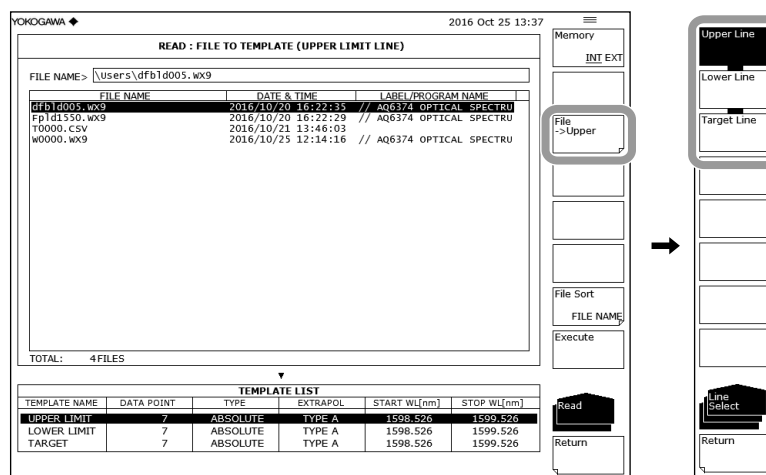 YOKOGAWA ◆ 2016 Oct 25 13:37
READ : FILE TO TEMPLATE (UPPER LIMIT LINE)
FILE NAME> \Users\dfbld005.WX9
FILE NAME DATE & TIME LABEL/PROGRAM NAME
dfbld005.WX9 2016/10/20 16:22:35 // AQ6374 OPTICAL SPECTRU
Fpld1550.WX9 2016/10/20 16:22:29 // AQ6374 OPTICAL SPECTRU
T0000.CSV 2016/10/21 13:46:03
W0000.WX9 2016/10/25 12:14:16 // AQ6374 OPTICAL SPECTRU
TOTAL: 4FILES
▼
TEMPLATE LIST
TEMPLATE NAME DATA POINT TYPE EXTRAPOL START WL[nm] STOP WL[nm]
UPPER LIMIT 7 ABSOLUTE TYPE A 1598.526 1599.526
LOWER LIMIT 7 ABSOLUTE TYPE A 1598.526 1599.526
TARGET 7 ABSOLUTE TYPE A 1598.526 1599.526
Memory
INT EXT
File
->Upper
File Sort
FILE NAME
Execute
Read
Return
Upper Line
Lower Line
Target Line
Line
Select
Return